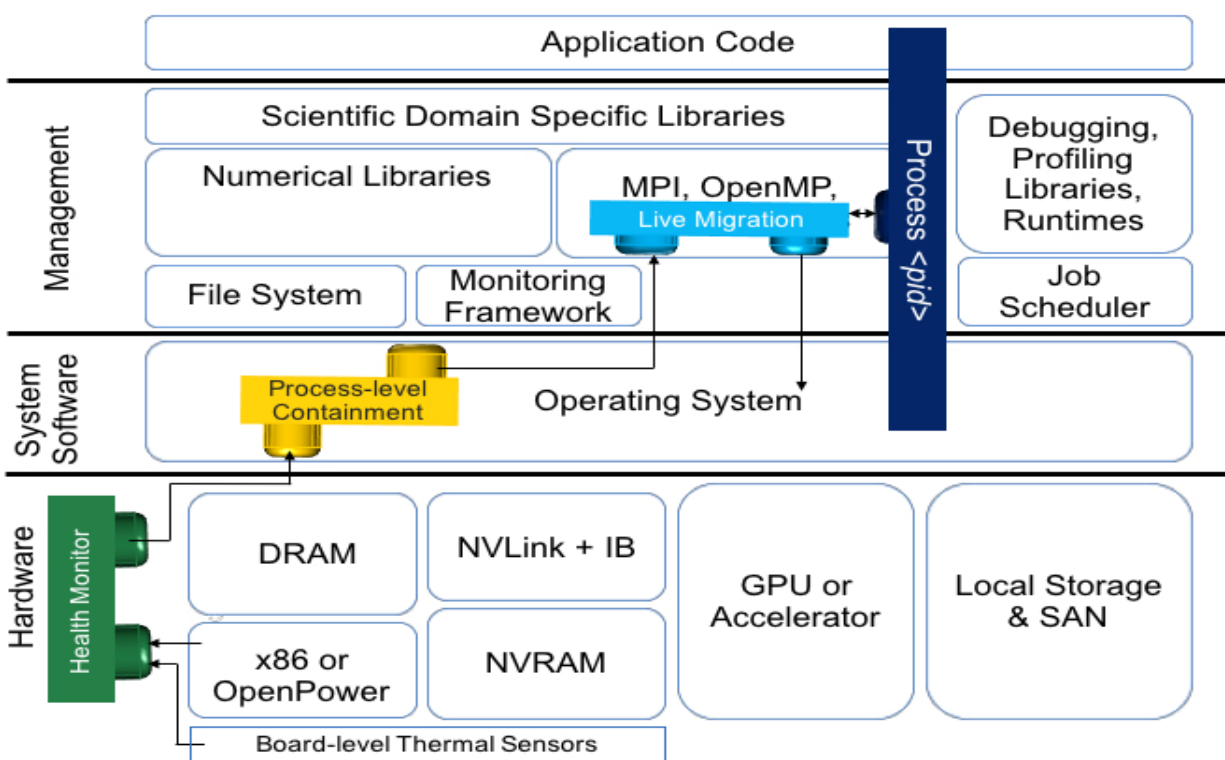 Application Code
Management
Scientific Domain Specific Libraries
Numerical Libraries
MPI, OpenMP,
Live Migration
Process <pid>
Debugging,
Profiling
Libraries,
Runtimes
File System
Monitoring
Framework
Job
Scheduler
System
Software
Process-level
Containment
Operating System
Hardware
Health Monitor
DRAM
NVLink + IB
GPU or
Accelerator
Local Storage
& SAN
x86 or
OpenPower
NVRAM
Board-level Thermal Sensors